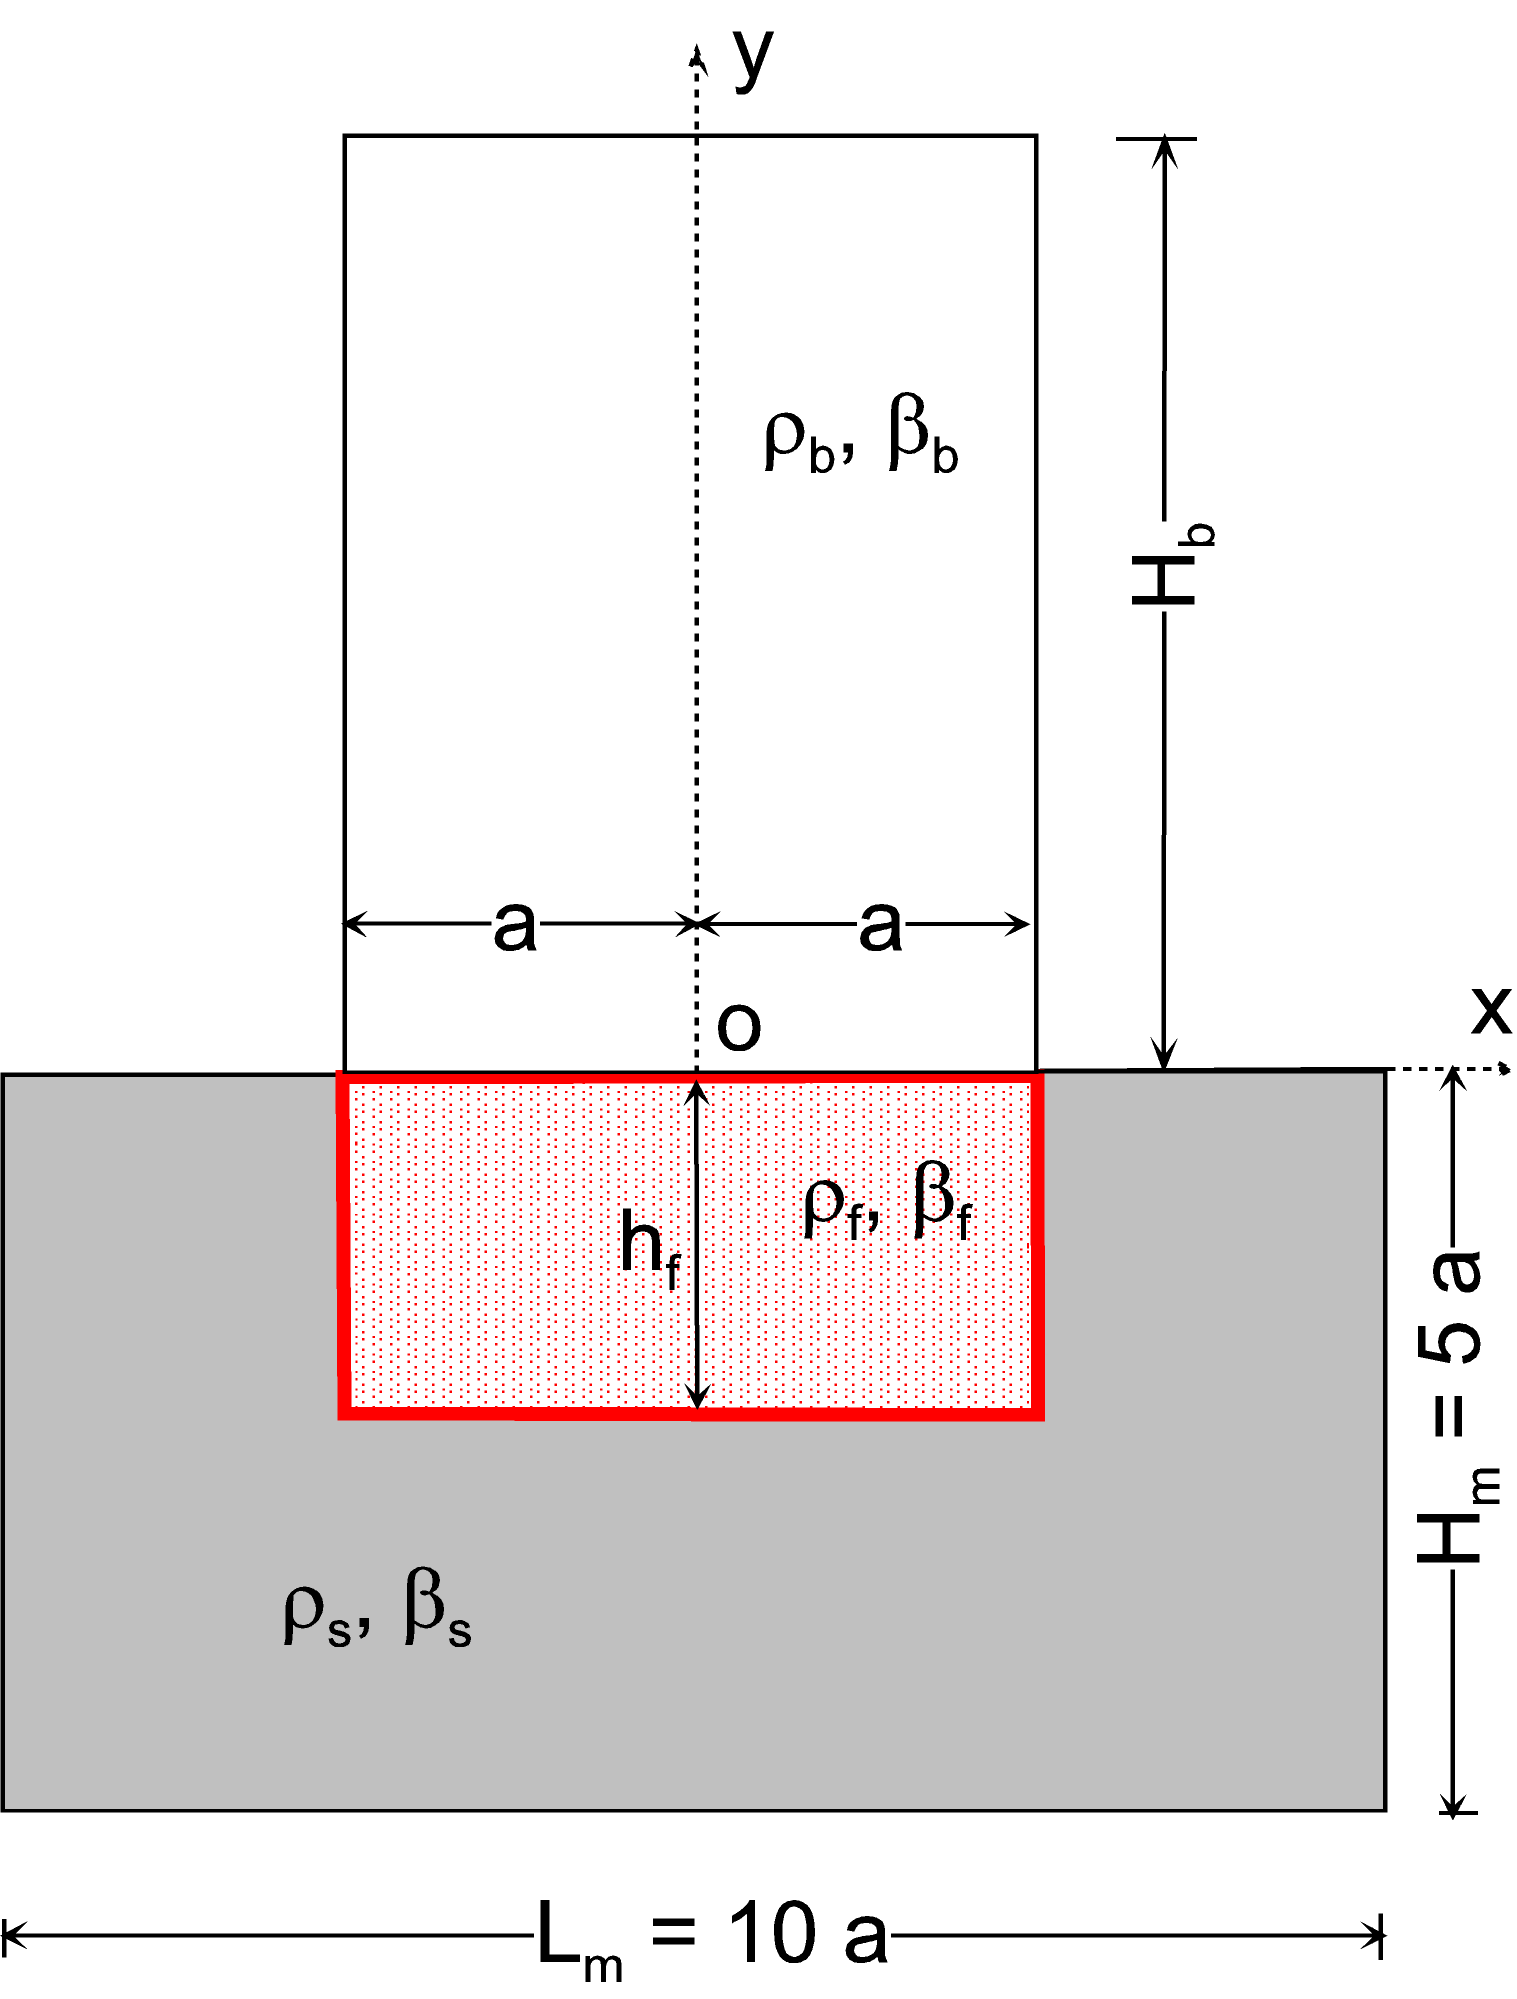 y
ρb, βb
Hb
a a
o
x
ρf, βf
hf
Hm = 5 a
ρs, βs
Lm = 10 a